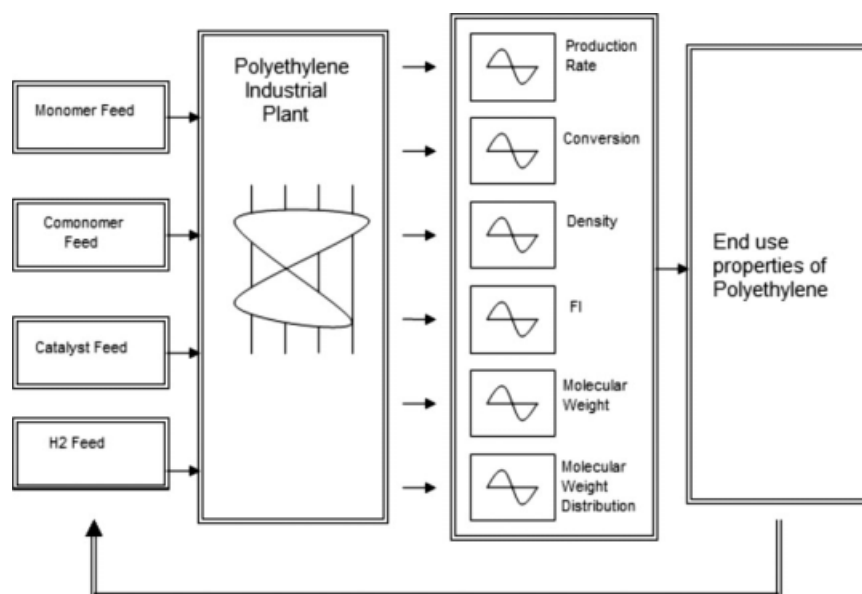 Monomer Feed
Comonomer
Feed
Catalyst Feed
H2 Feed
Polyethylene
Industrial
Plant
Production
Rate
Conversion
Density
FI
Molecular
Weight
Molecular
Weight
Distribution
End use
properties of
Polyethylene